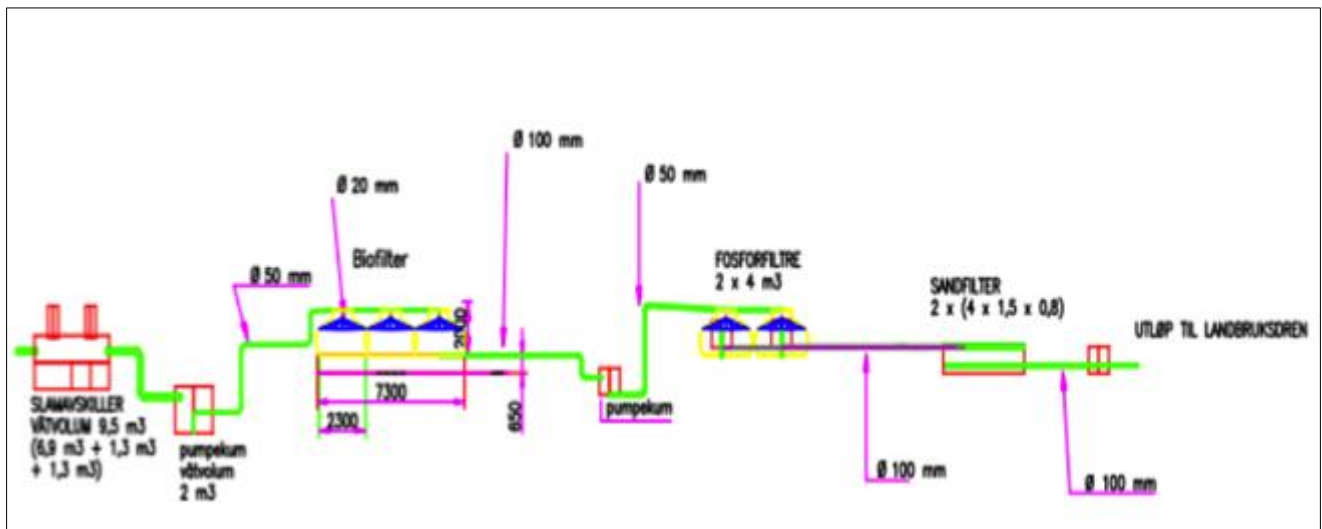 Ø 100 mm
Ø 20 mm
Ø 50 mm
Biofilter
Ø 50 mm
FOSFORFILTRE
2 x 4 m3
SANDFILTER
2 x (4 x 1,5 x 0,8)
UTLØP TIL LANDBRUKSDREN
2000
7300
2300
650
pumpekum
SLAMAVSKILLER
VÅTVOLUM 9,5 m3
(6,9 m3 + 1,3 m3
+ 1,3 m3)
pumpekum
våtvolum
2 m3
Ø 100 mm
Ø 100 mm